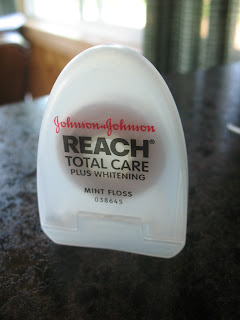 Johnson & Johnson
REACH®
TOTAL CARE
PLUS WHITENING
MINT FLOSS
038645